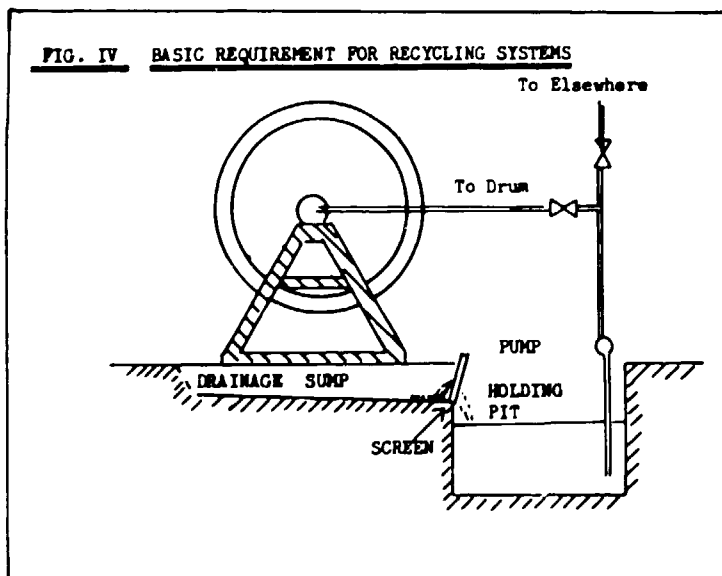 FIG. IV BASIC REQUIREMENT FOR RECYCLING SYSTEMS
To Elsewhere
To Drum
PUMP
DRAINAGE SUMP
HOLDING
PIT
SCREEN